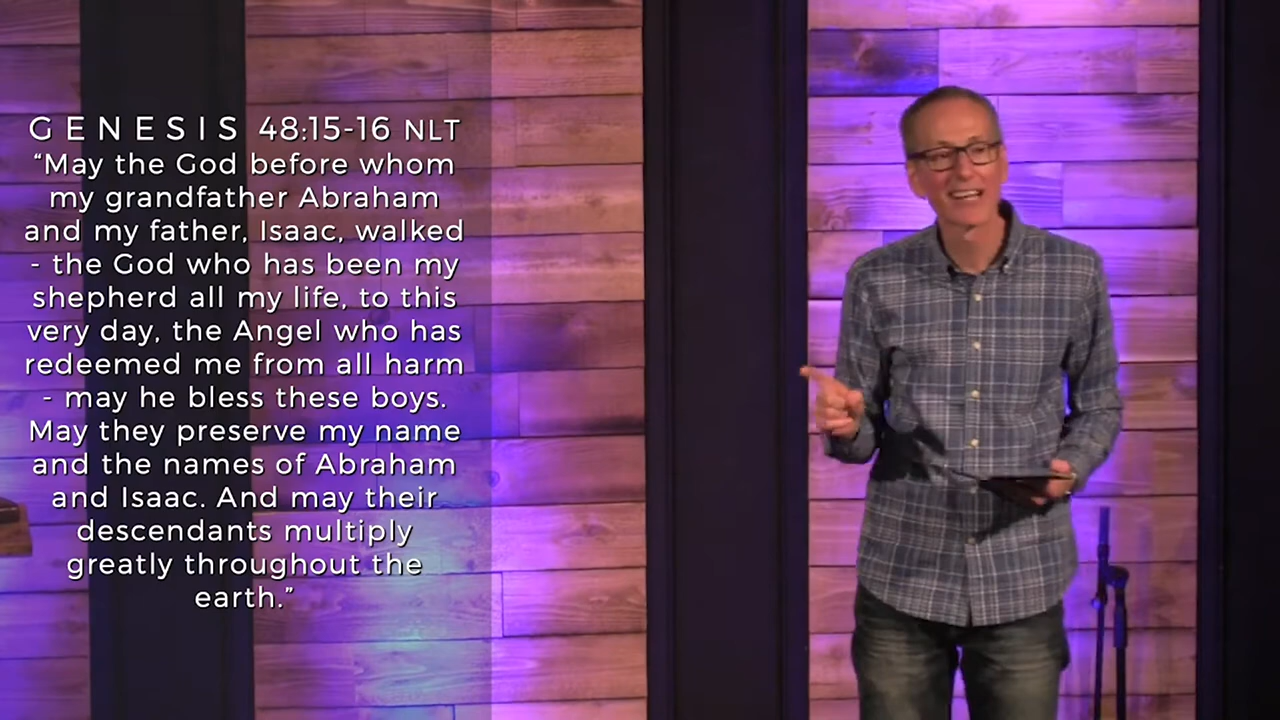 GENESIS 48:15-16 NLT
“May the God before whom
my grandfather Abraham
and my father, Isaac, walked
- the God who has been my
shepherd all my life, to this
very day, the Angel who has
redeemed me from all harm
- may he bless these boys.
May they preserve my name
and the names of Abraham
and Isaac. And may their
descendants multiply
greatly throughout the
earth.”